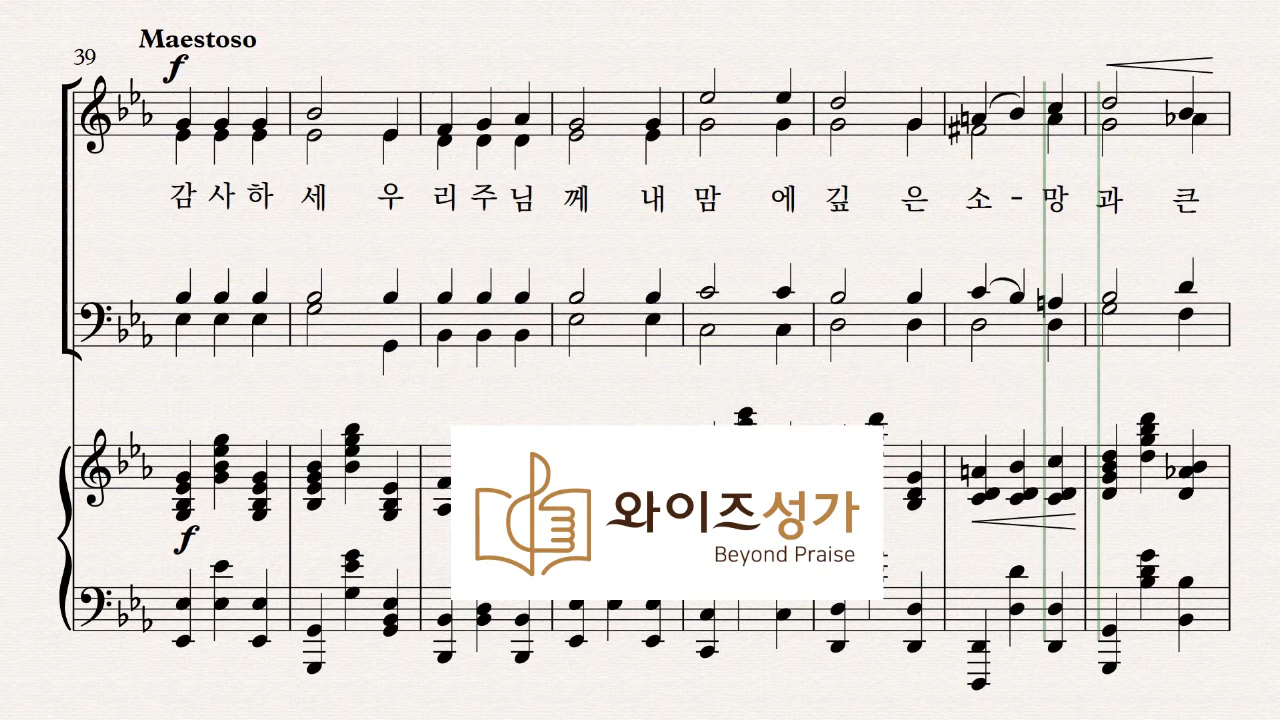 Maestoso
39
f
감 사 하 세 우 리 주 님 께 내 맘 에 깊 은 소 - 망 과 큰
f
와이즈성가
Beyond Praise